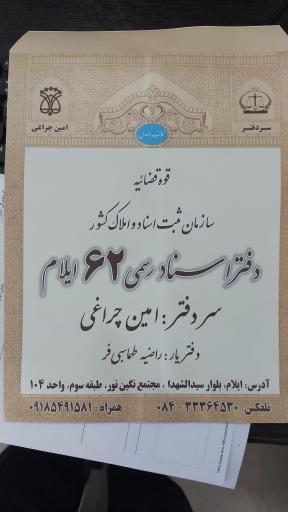 امین چراغی
سردفتر
قوه قضائیه
سازمان ثبت اسناد و املاک کشور
دفتر اسناد رسمی ۶۲ ایلام
سردفتر : امین چراغی
دفتریار : راضیه طهماسبی فر
آدرس: ایلام، بلوار سیدالشهدا ، مجتمع نگین نور، طبقه سوم، واحد ۱۰۴
تلفکس: ۳۳۳۶۴۵۳۰ - ۰۸۴
همراه: ۰۹۱۸۵۴۹۱۵۸۱